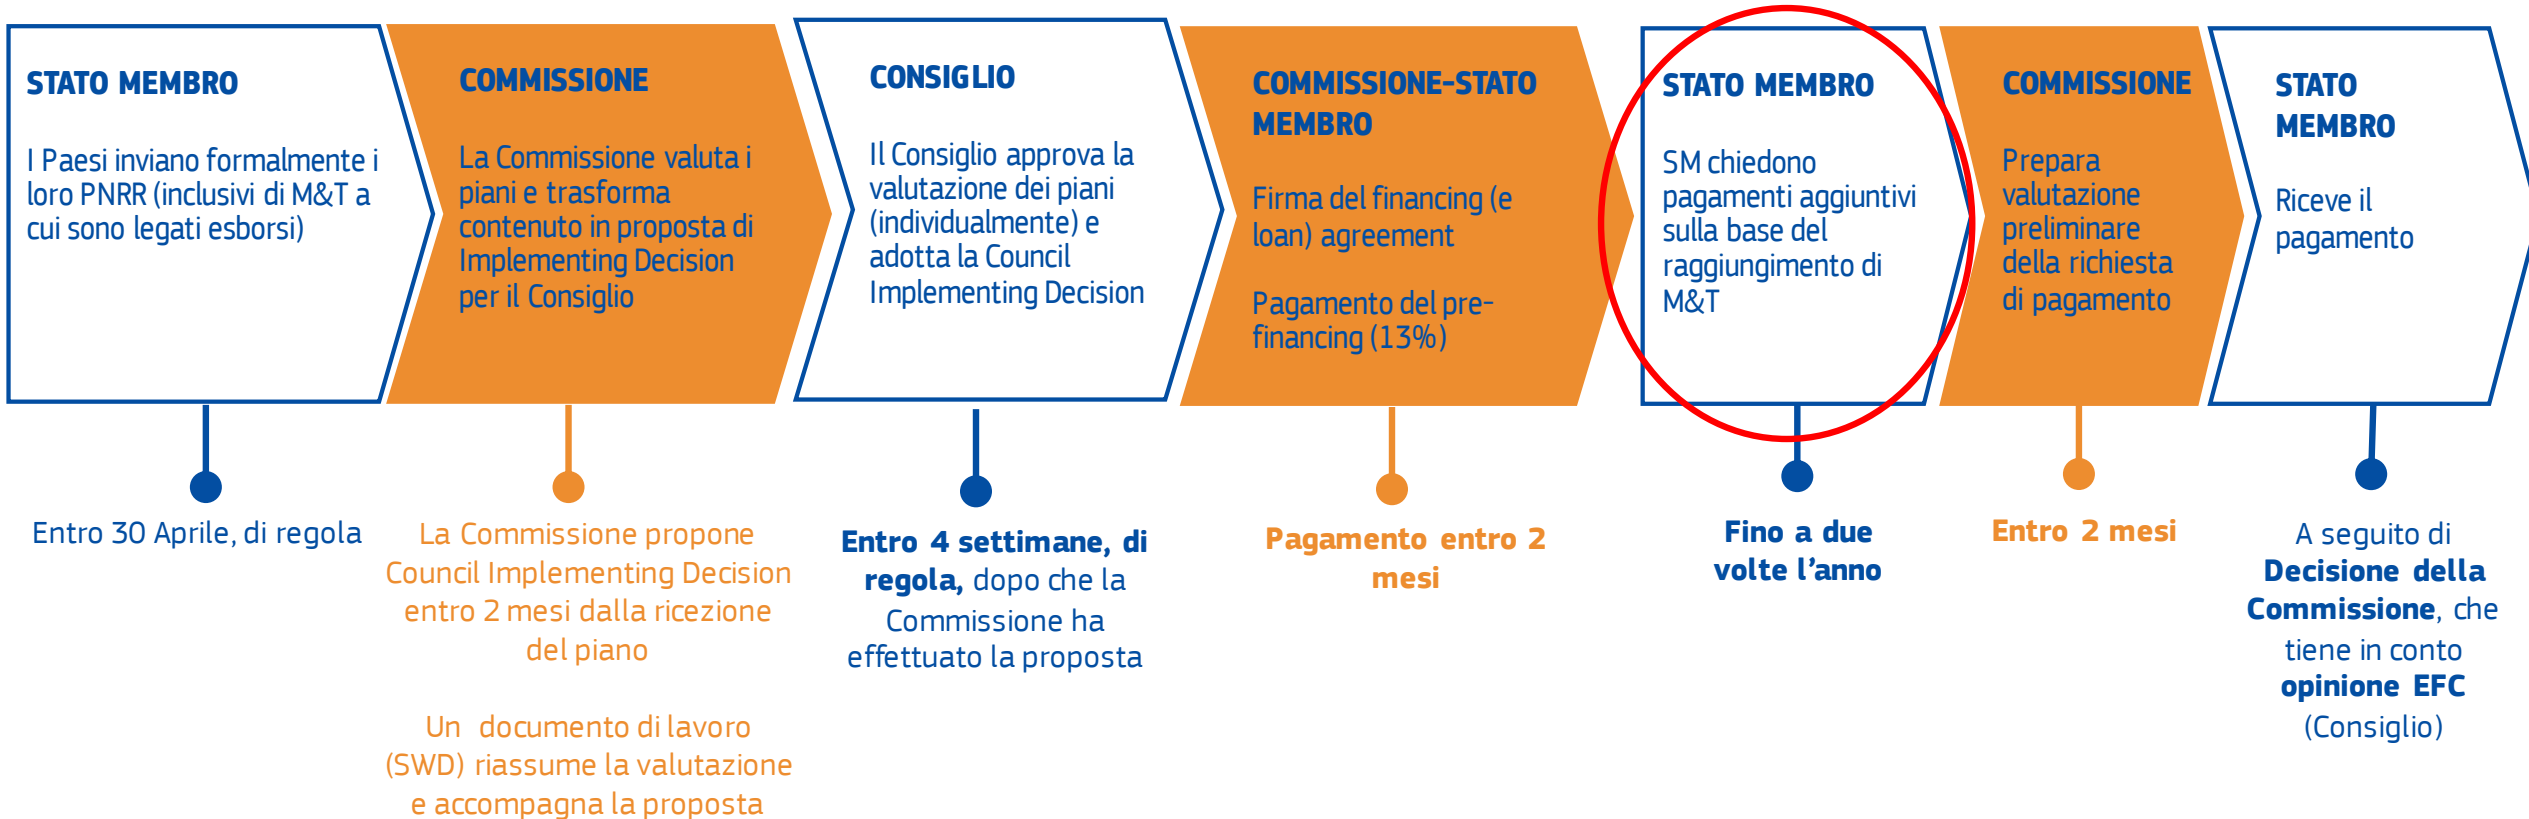 STATO MEMBRO
I Paesi inviano formalmente i
loro PNRR (inclusivi di M&T a
cui sono legati esborsi)
Entro 30 Aprile, di regola
COMMISSIONE
La Commissione valuta i
piani e trasforma
contenuto in proposta di
Implementing Decision
per il Consiglio
La Commissione propone
Council Implementing Decision
entro 2 mesi dalla ricezione
del piano
Un documento di lavoro
(SWD) riassume la valutazione
e accompagna la proposta
CONSIGLIO
Il Consiglio approva la
valutazione dei piani
(individualmente) e
adotta la Council
Implementing Decision
Entro 4 settimane, di
regola, dopo che la
Commissione ha
effettuato la proposta
COMMISSIONE-STATO
MEMBRO
Firma del financing (e
loan) agreement
Pagamento del pre-
financing (13%)
Pagamento entro 2
mesi
STATO MEMBRO
SM chiedono
pagamenti aggiuntivi
sulla base del
raggiungimento di
M&T
Fino a due
volte l'anno
COMMISSIONE
Prepara
valutazione
preliminare
della richiesta
di pagamento
Entro 2 mesi
STATO
MEMBRO
Riceve il
pagamento
A seguito di
Decisione della
Commissione, che
tiene in conto
opinione EFC
(Consiglio)